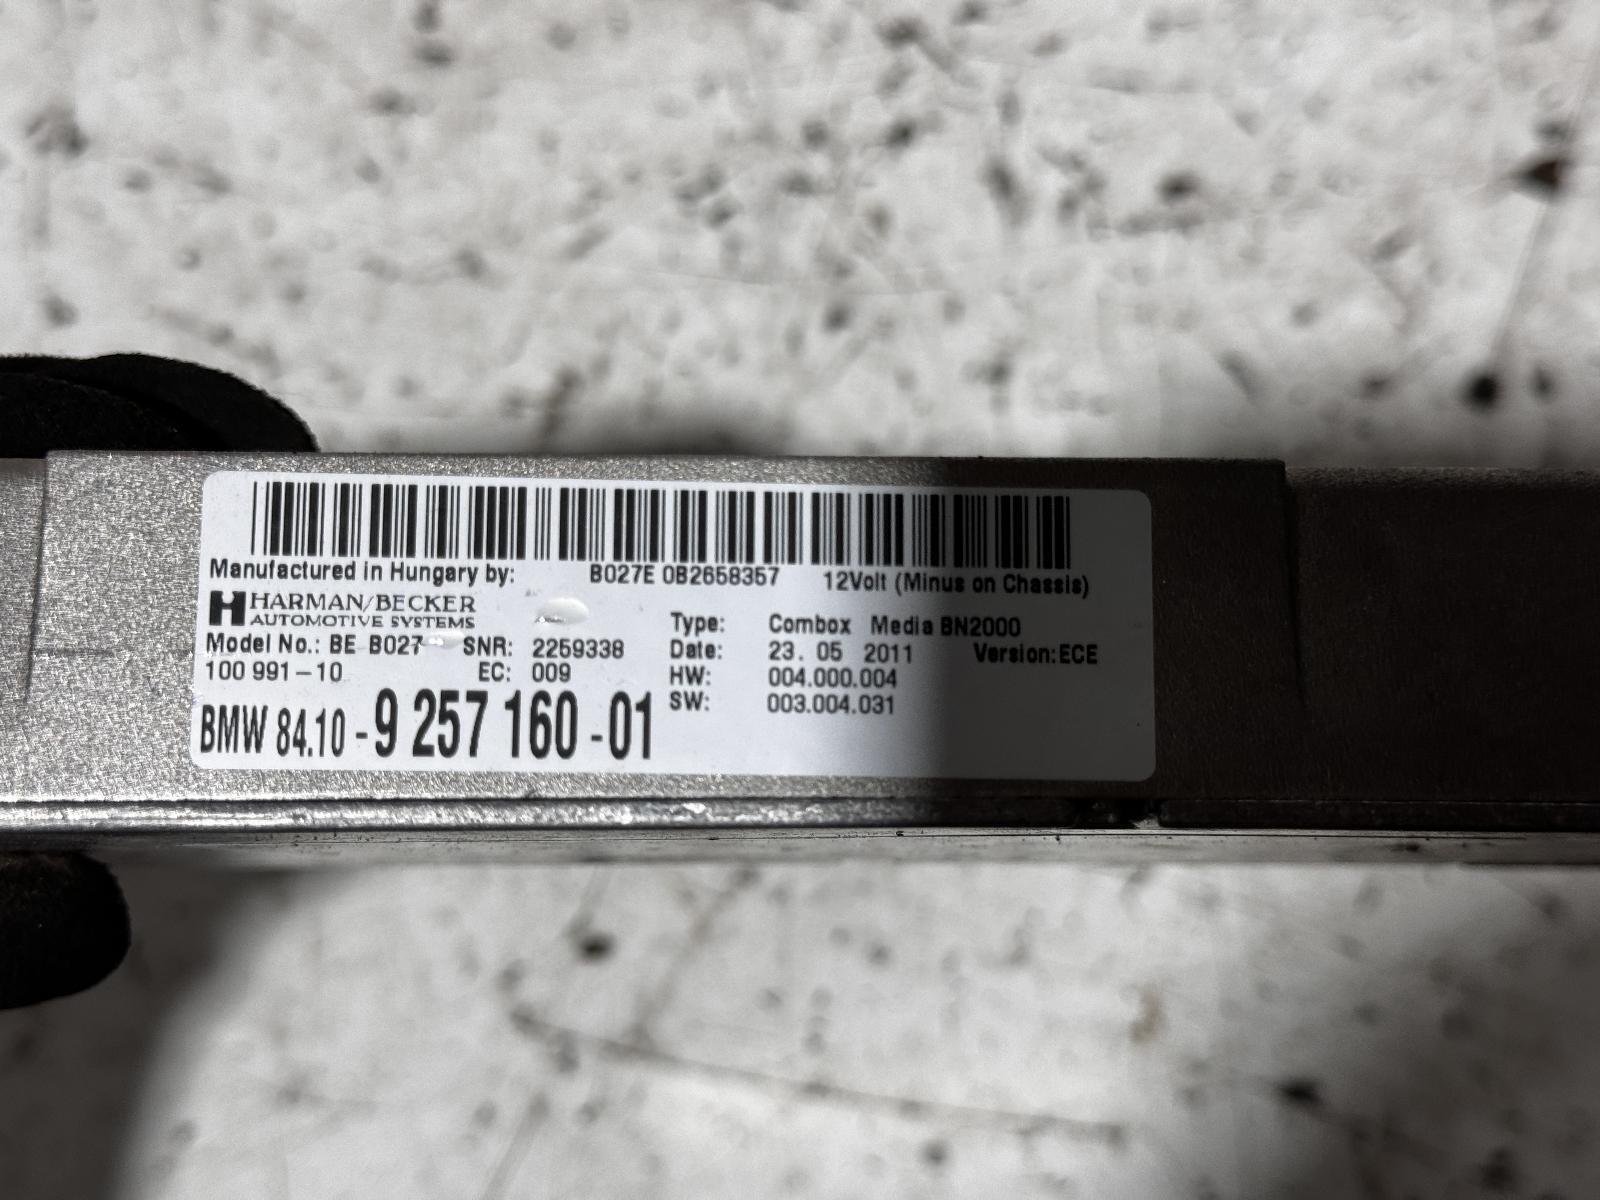 Manufactured in Hungary by: B027E 0B2658357 12Volt (Minus on Chassis)
HARMAN/BECKER
AUTOMOTIVE SYSTEMS
Model No.: BE B027 SNR: 2259338
100 991-10 EC: 009
BMW 84.10 -9 257 160 -01
Type: Combox Media BN2000
Date: 23. 05 2011 Version:ECE
HW: 004.000.004
SW: 003.004.031